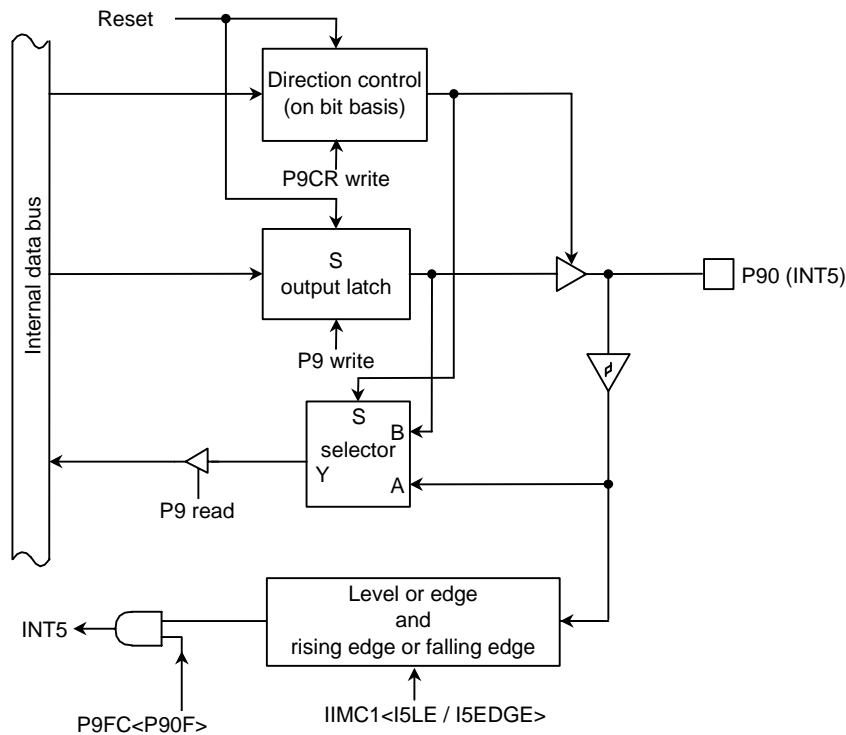 Reset
Direction control
(on bit basis)
P9CR write
Internal data bus
S
output latch
P90 (INT5)
P9 write
S
B
selector
Y
A
P9 read
Level or edge
and
rising edge or falling edge
INT5
P9FC<P90F>
IIMC1<I5LE / I5EDGE>